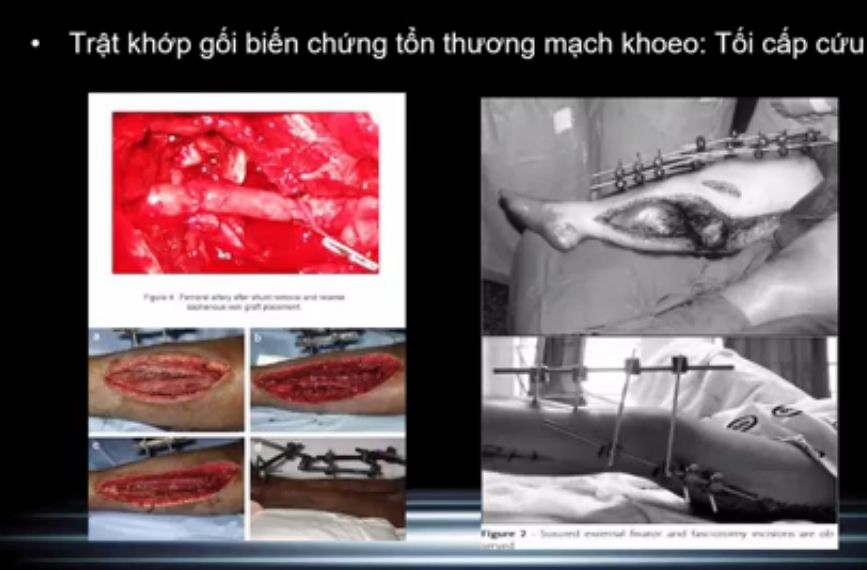 • Trật khớp gối biến chứng tổn thương mạch khoeo: Tối cấp cứu
Figure 4 : Femoral artery after shunt removal and reverse
saphenous vein graft placement.
a
b
c
Figure 2 – Sutured external fixator and fasciotomy incisions are ob-
served